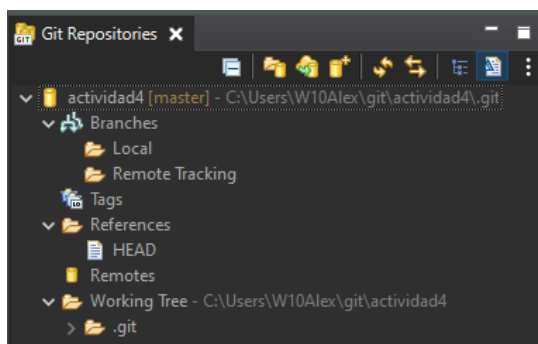 Git Repositories
actividad4 [master] - C:\Users\W10Alex\git\actividad4\.git
Branches
Local
Remote Tracking
Tags
References
HEAD
Remotes
Working Tree - C:\Users\W10Alex\git\actividad4
.git